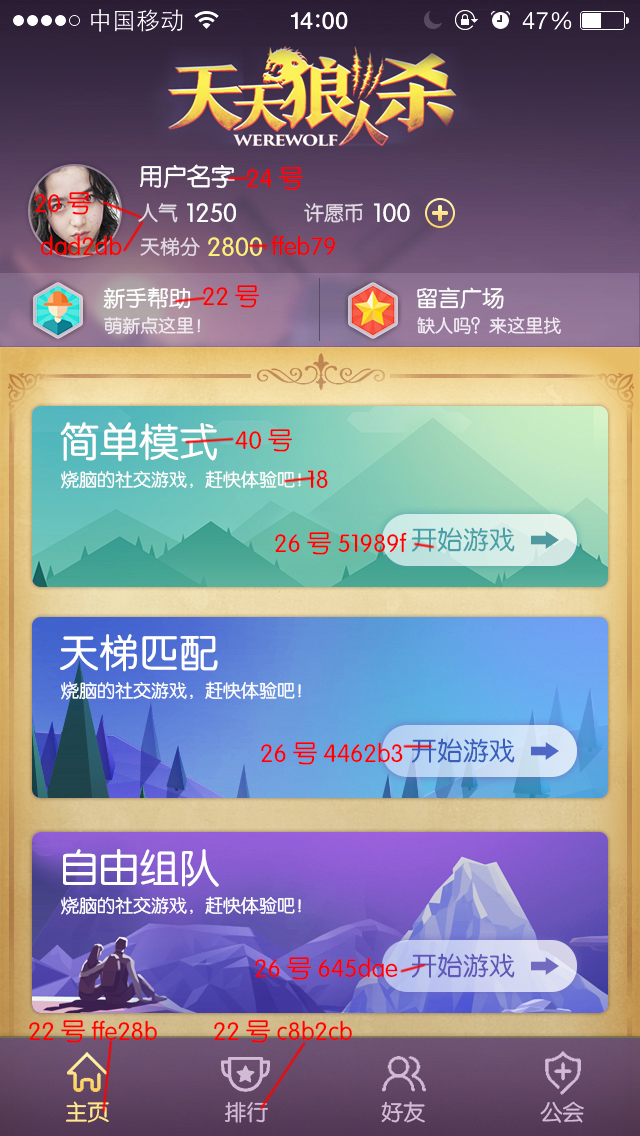 中国移动 14:00 47%
天天狼人杀
WEREWOLF
用户名字 24 号
20 号 人气 1250 许愿币 100
dad2db 天梯分 2800 ffeb79
新手帮助 22 号 留言广场
萌新点这里! 缺人吗? 来这里找
简单模式 40 号
烧脑的社交游戏，赶快体验吧! 18
26 号 51989f 开始游戏
天梯匹配
烧脑的社交游戏，赶快体验吧!
26 号 4462b3 开始游戏
自由组队
烧脑的社交游戏，赶快体验吧!
26 号 645dae 开始游戏
22 号 ffe28b 22 号 c8b2cb
主页 排行 好友 公会